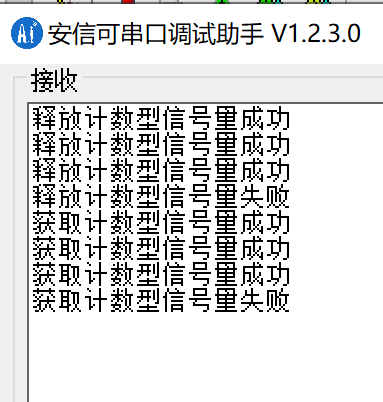 安信可串口调试助手 V1.2.3.0
接收
释放计数型信号量成功
释放计数型信号量成功
释放计数型信号量成功
释放计数型信号量失败
获取计数型信号量成功
获取计数型信号量成功
获取计数型信号量成功
获取计数型信号量失败